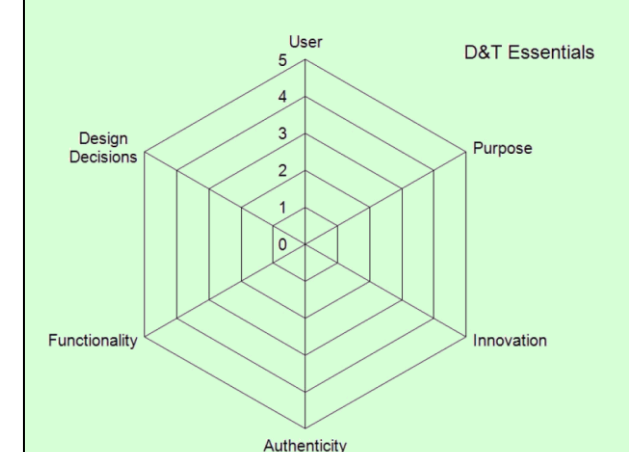 User
D&T Essentials
5
4
Design
Decisions
3
Purpose
2
1
0
Functionality
Innovation
Authenticity